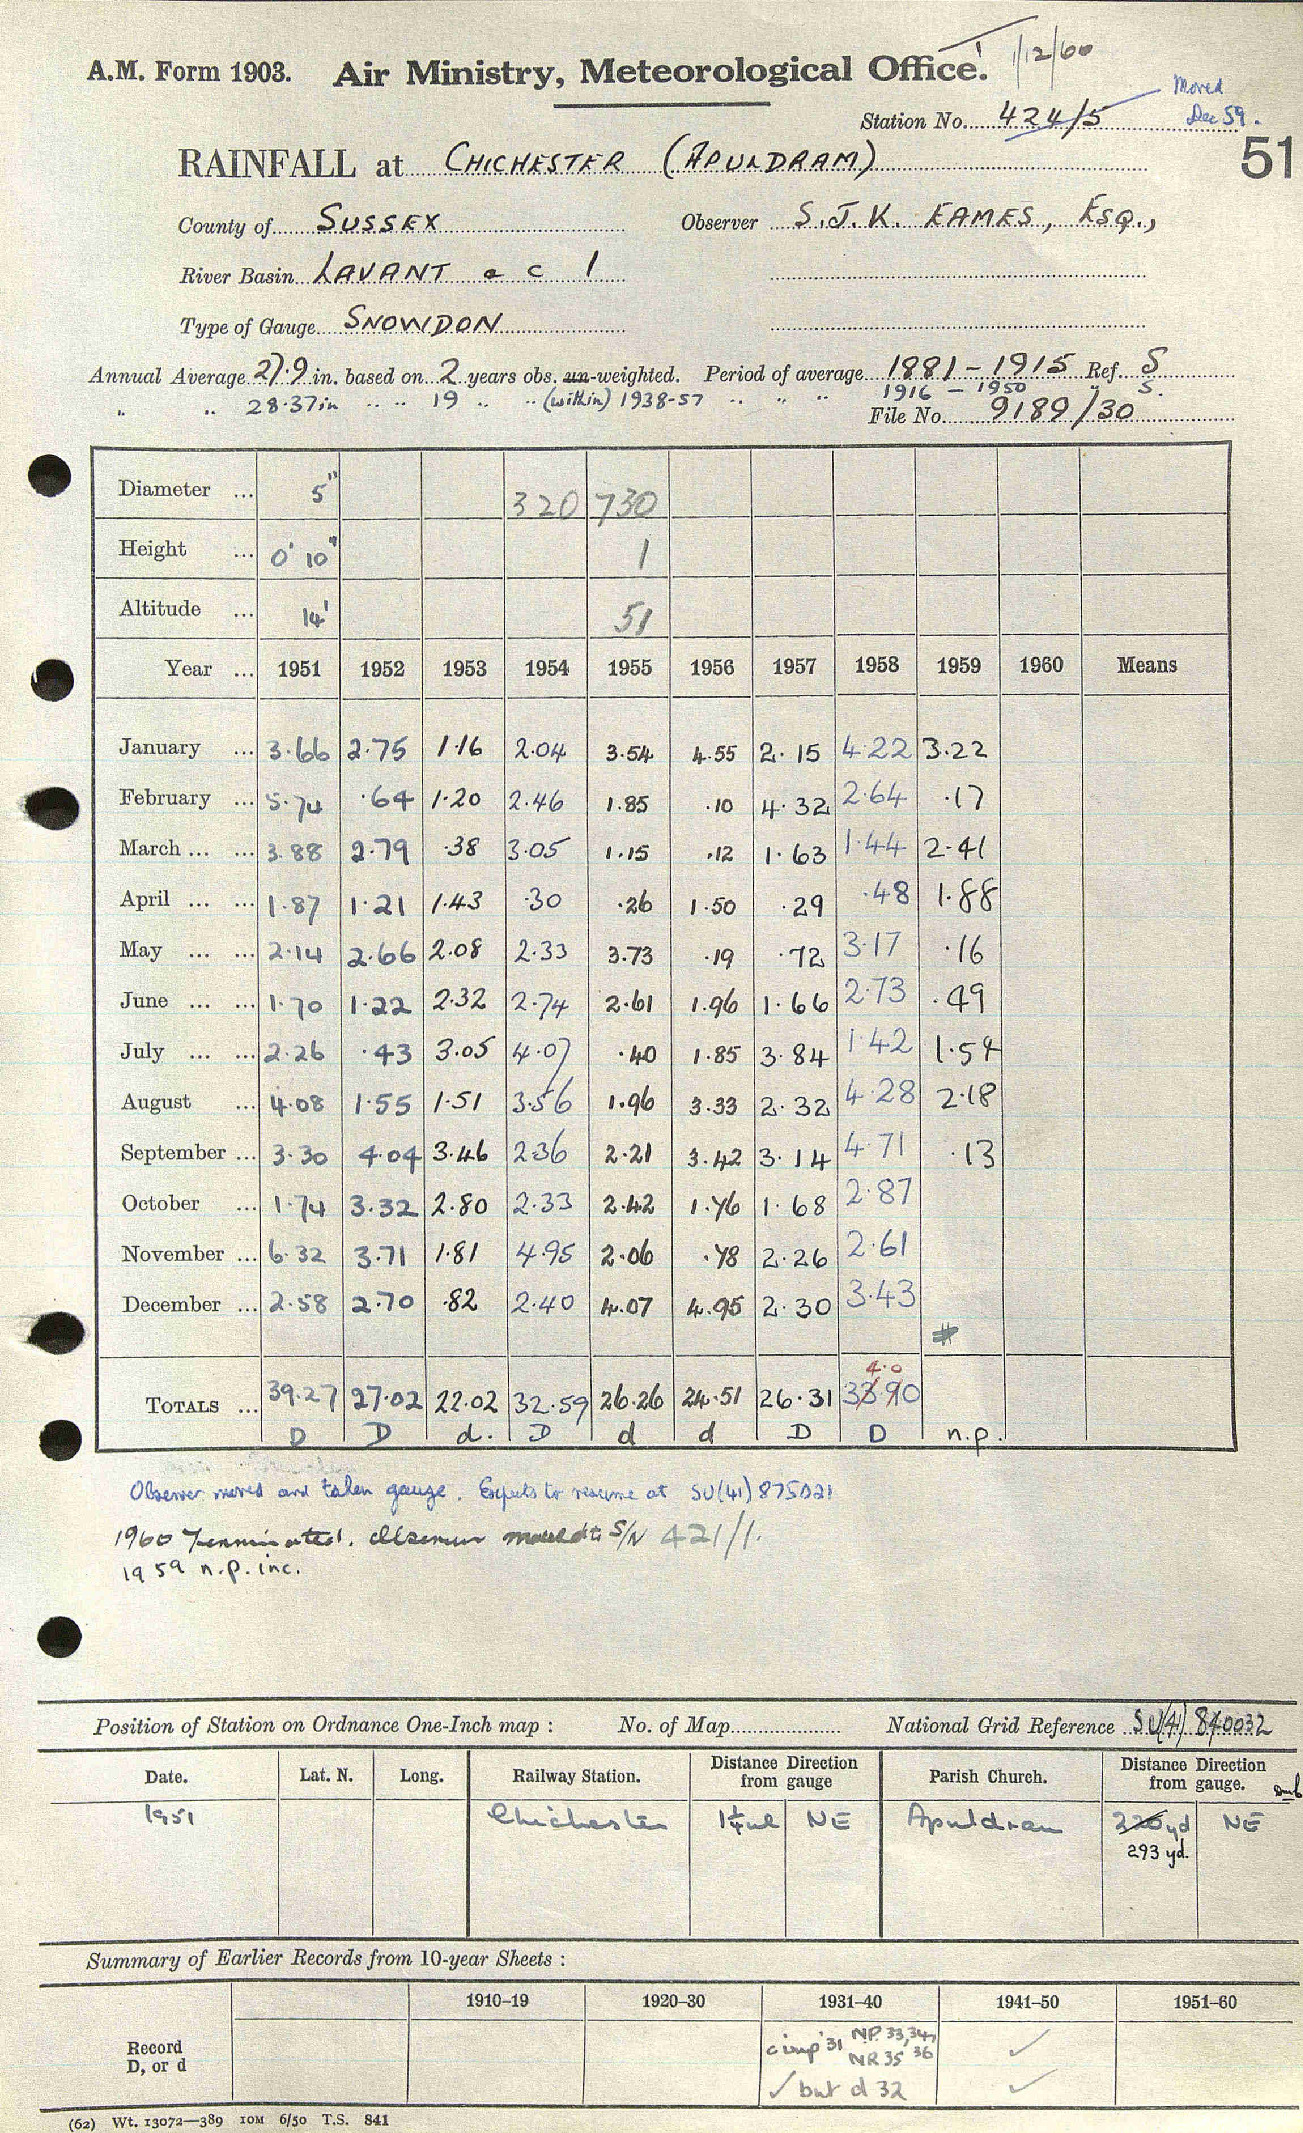 1/12/60
A.M. Form 1903. Air Ministry, Meteorological Office.
Moved
Station No. 424/5 Dec 59.
51
RAINFALL at CHICHESTER (APULDRAM)
County of SUSSEX Observer S.J.K. EAMES, ESQ.,
River Basin LAVANT & C 1
Type of Gauge SNOWDON
Annual Average 27.9 in. based on 2 years obs. un-weighted. Period of average 1881-1915 Ref. S
" " 28.37in " " 19 " " (within) 1938-57 " " " 1916-1950 " S.
File No. 9189/30
Diameter ... 5" 320 730
Height ... 0' 10" 1
Altitude ... 14' 51
Year ... 1951 1952 1953 1954 1955 1956 1957 1958 1959 1960 Means
January ... 3.66 2.75 1.16 2.04 3.54 4.55 2.15 4.22 3.22
February ... 5.74 .64 1.20 2.46 1.85 .10 4.32 2.64 .17
March ... ... 3.88 2.79 .38 3.05 1.15 .12 1.63 1.44 2.41
April ... ... 1.87 1.21 1.43 .30 .26 1.50 .29 .48 1.88
May ... ... 2.14 2.66 2.08 2.33 3.73 .19 .72 3.17 .16
June ... ... 1.70 1.22 2.32 2.74 2.61 1.96 1.66 2.73 .49
July ... ... 2.26 .43 3.05 4.07 .40 1.85 3.84 1.42 1.54
August ... 4.08 1.55 1.51 3.56 1.96 3.33 2.32 4.28 2.18
September ... 3.30 4.04 3.46 2.36 2.21 3.42 3.14 4.71 .13
October ... 1.74 3.32 2.80 2.33 2.42 1.76 1.68 2.87
November ... 6.32 3.71 1.81 4.95 2.06 .78 2.26 2.61
December ... 2.58 2.70 .82 2.40 4.07 4.95 2.30 3.43
#
4.0
TOTALS ... 39.27 27.02 22.02 32.59 26.26 24.51 26.31 33.90
D D d. D d d D D n.p.
Observer moved and taken gauge. Expects to resume at SU(41) 875021
1960 Terminated. Observer moved to S/N 421/1.
1959 n.p. inc.
Position of Station on Ordnance One-Inch map : No. of Map National Grid Reference SU(41) 840032
Date. Lat. N. Long. Railway Station. Distance Direction from gauge Parish Church. Distance Direction from gauge.
1951 Chichester 1¼ml NE Apuldram 220 yd NE
293 yd.
Summary of Earlier Records from 10-year Sheets :
1910–19 1920–30 1931–40 1941–50 1951–60
Record
D, or d
c imp '31 NP 33,34, NR 35 36 ✓
✓ but d 32 ✓
(62) Wt. 13072—389 10M 6/50 T.S. 841